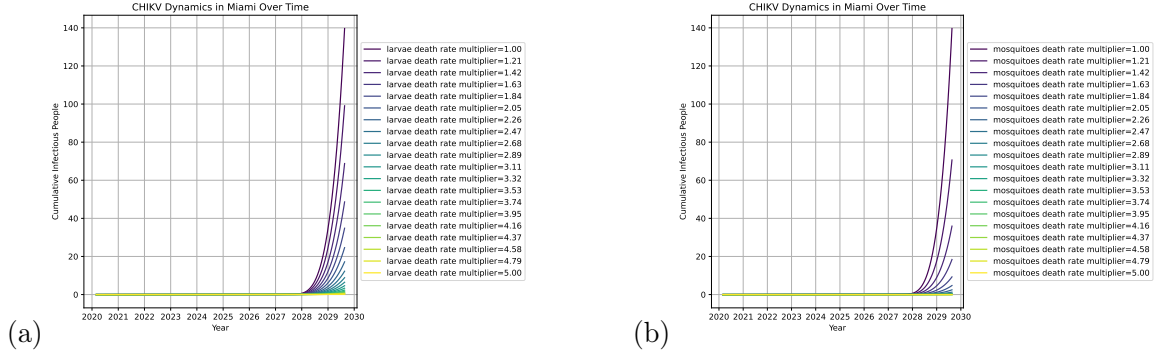 CHIKV Dynamics in Miami Over Time
140
120
100
80
60
40
20
0
Cumulative Infectious People
2020 2021 2022 2023 2024 2025 2026 2027 2028 2029 2030
Year
larvae death rate multiplier=1.00
larvae death rate multiplier=1.21
larvae death rate multiplier=1.42
larvae death rate multiplier=1.63
larvae death rate multiplier=1.84
larvae death rate multiplier=2.05
larvae death rate multiplier=2.26
larvae death rate multiplier=2.47
larvae death rate multiplier=2.68
larvae death rate multiplier=2.89
larvae death rate multiplier=3.11
larvae death rate multiplier=3.32
larvae death rate multiplier=3.53
larvae death rate multiplier=3.74
larvae death rate multiplier=3.95
larvae death rate multiplier=4.16
larvae death rate multiplier=4.37
larvae death rate multiplier=4.58
larvae death rate multiplier=4.79
larvae death rate multiplier=5.00
(a)
CHIKV Dynamics in Miami Over Time
140
120
100
80
60
40
20
0
Cumulative Infectious People
2020 2021 2022 2023 2024 2025 2026 2027 2028 2029 2030
Year
mosquitoes death rate multiplier=1.00
mosquitoes death rate multiplier=1.21
mosquitoes death rate multiplier=1.42
mosquitoes death rate multiplier=1.63
mosquitoes death rate multiplier=1.84
mosquitoes death rate multiplier=2.05
mosquitoes death rate multiplier=2.26
mosquitoes death rate multiplier=2.47
mosquitoes death rate multiplier=2.68
mosquitoes death rate multiplier=2.89
mosquitoes death rate multiplier=3.11
mosquitoes death rate multiplier=3.32
mosquitoes death rate multiplier=3.53
mosquitoes death rate multiplier=3.74
mosquitoes death rate multiplier=3.95
mosquitoes death rate multiplier=4.16
mosquitoes death rate multiplier=4.37
mosquitoes death rate multiplier=4.58
mosquitoes death rate multiplier=4.79
mosquitoes death rate multiplier=5.00
(b)